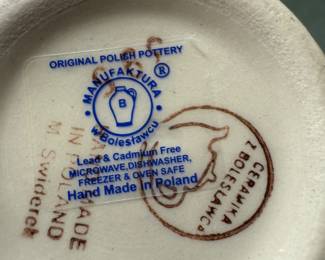 ORIGINAL POLISH POTTERY
MANUFAKTURA ®
B
w Bolesławcu
Lead & Cadmium Free
MICROWAVE, DISHWASHER,
FREEZER & OVEN SAFE
Hand Made In Poland
MADE
IN POLAND
M. Swiderek
CERAMIKA
Z BOLESŁAWCA